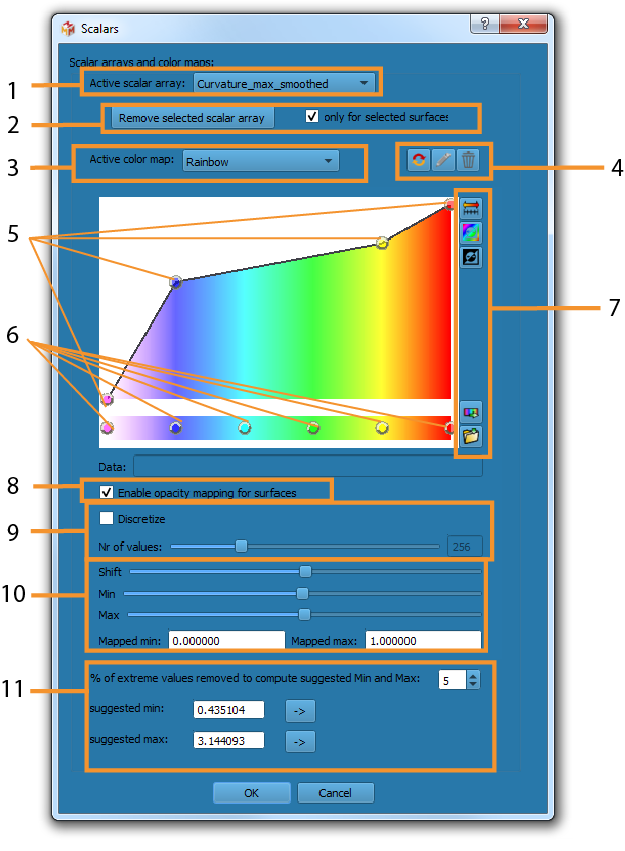 Scalars
Scalar arrays and color maps:
1
Active scalar array: Curvature_max_smoothed
2
Remove selected scalar array only for selected surfaces
3
Active color map: Rainbow
4
5
6
7
Data:
8
Enable opacity mapping for surfaces
9
Discretize
Nr of values: 256
10
Shift
Min
Max
Mapped min: 0.000000 Mapped max: 1.000000
11
% of extreme values removed to compute suggested Min and Max: 5
suggested min: 0.435104 ->
suggested max: 3.144093 ->
OK Cancel